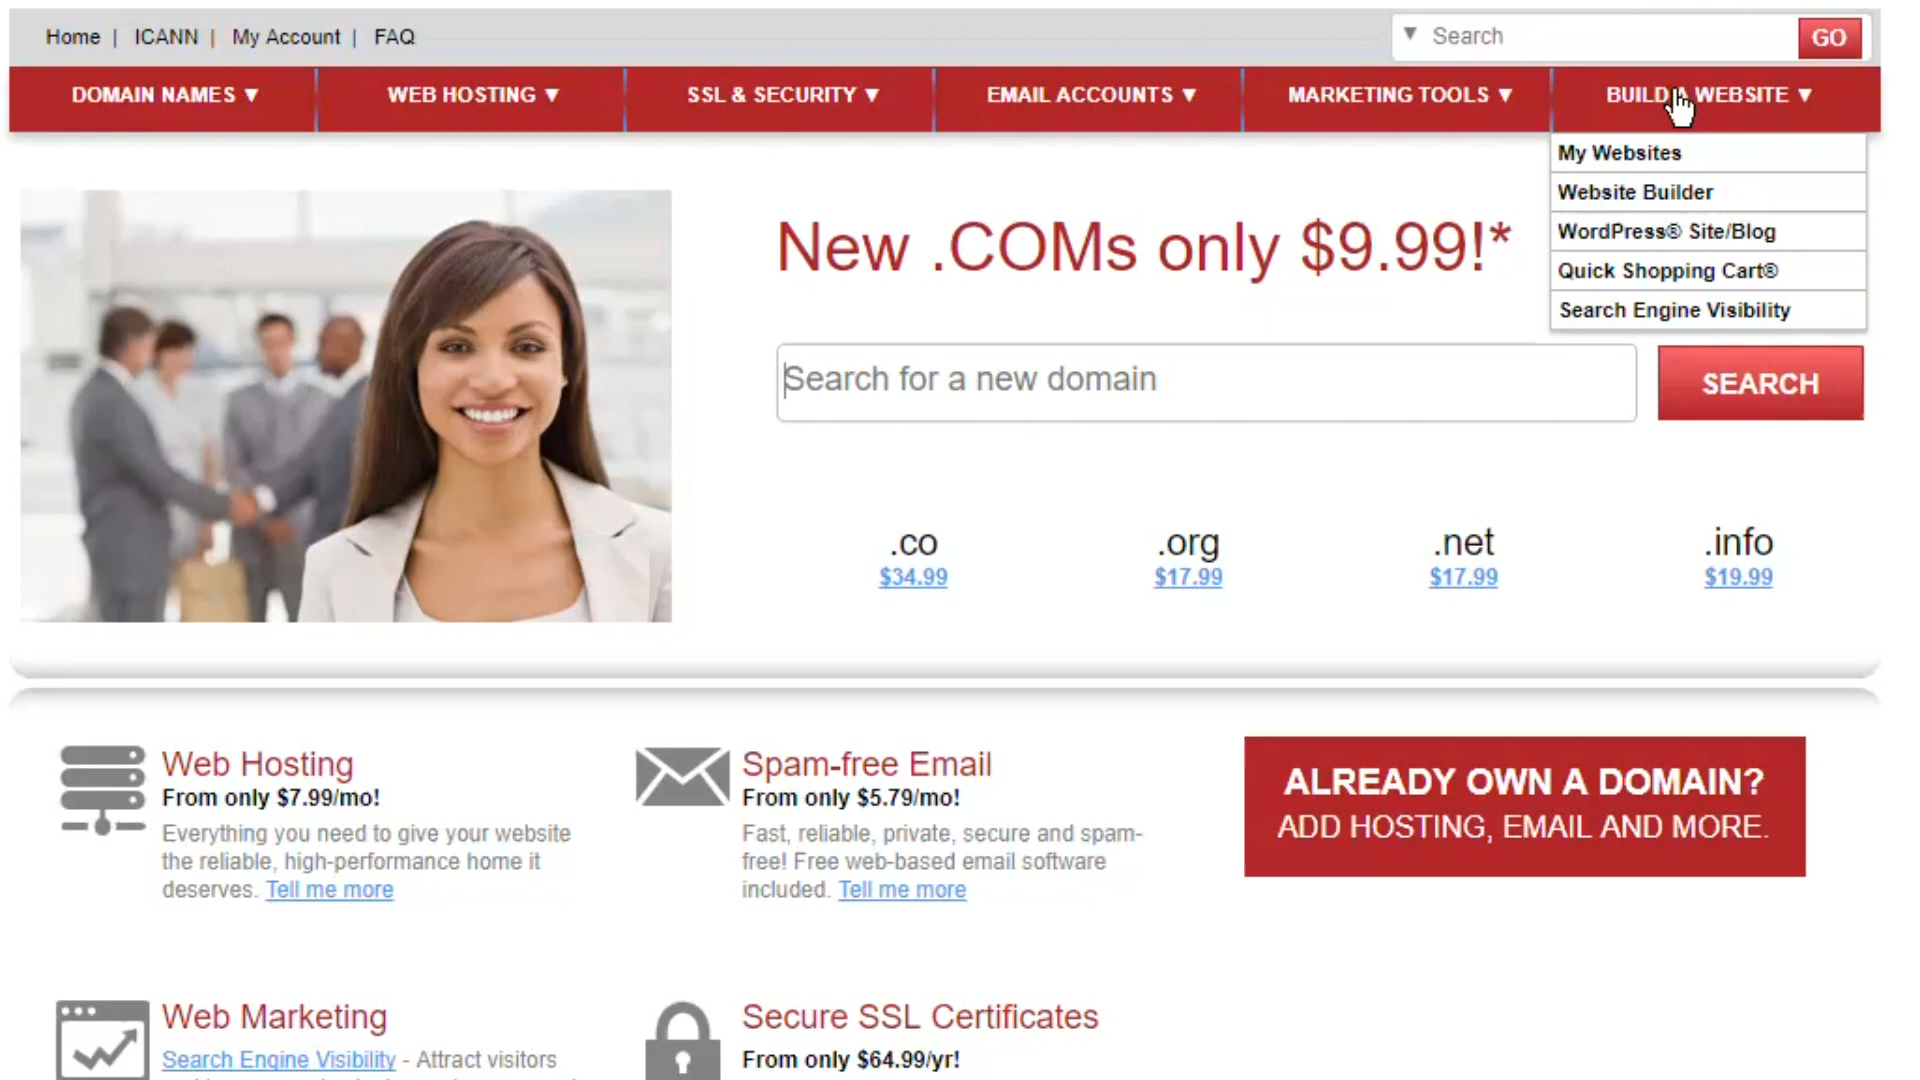 Home | ICANN | My Account | FAQ
▼ Search GO
DOMAIN NAMES ▼ WEB HOSTING ▼ SSL & SECURITY ▼ EMAIL ACCOUNTS ▼ MARKETING TOOLS ▼ BUILD A WEBSITE ▼
My Websites
Website Builder
WordPress® Site/Blog
Quick Shopping Cart®
Search Engine Visibility
New .COMs only $9.99!*
Search for a new domain SEARCH
.co .org .net .info
$34.99 $17.99 $17.99 $19.99
Web Hosting
From only $7.99/mo!
Everything you need to give your website
the reliable, high-performance home it
deserves. Tell me more
Spam-free Email
From only $5.79/mo!
Fast, reliable, private, secure and spam-
free! Free web-based email software
included. Tell me more
ALREADY OWN A DOMAIN?
ADD HOSTING, EMAIL AND MORE.
Web Marketing
Search Engine Visibility - Attract visitors
Secure SSL Certificates
From only $64.99/yr!